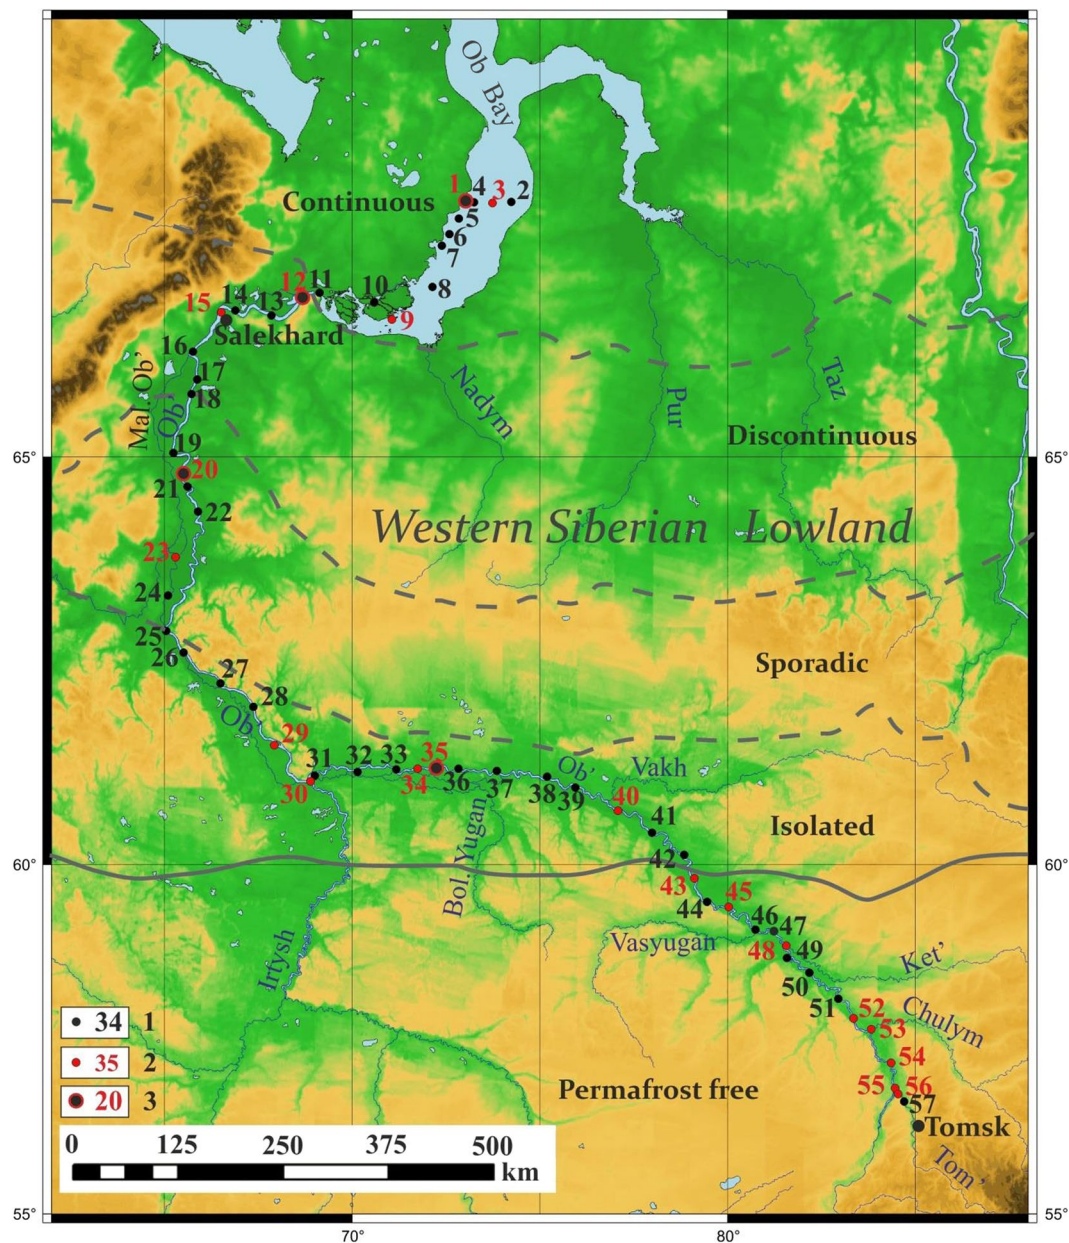 Ob Bay
Continuous
1
4
3
2
5
6
7
8
12
11
10
9
15
14
13
Salekhard
16
17
18
Mal. Ob'
Ob'
Nadym
Pur
Taz
Discontinuous
19
20
21
22
65°
65°
Western Siberian Lowland
23
24
25
26
27
28
Sporadic
Ob'
29
30
31
32
33
34
35
36
37
38
39
Ob'
Vakh
40
41
42
Isolated
60°
60°
Bol. Yugan
43
44
45
46
47
48
49
50
51
Vasyugan
Ket'
Irtysh
Chulym
52
53
54
55
56
57
34 1
35 2
20 3
Permafrost free
Tomsk
Tom'
0 125 250 375 500
km
55°
55°
70°
80°